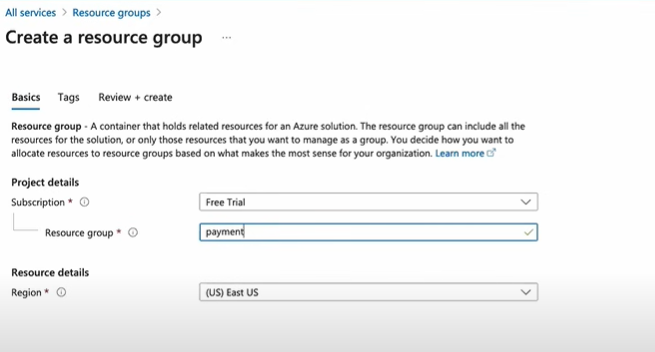 All services > Resource groups >
Create a resource group ...
Basics Tags Review + create
Resource group - A container that holds related resources for an Azure solution. The resource group can include all the
resources for the solution, or only those resources that you want to manage as a group. You decide how you want to
allocate resources to resource groups based on what makes the most sense for your organization. Learn more
Project details
Subscription * Free Trial
Resource group * payment
Resource details
Region * (US) East US